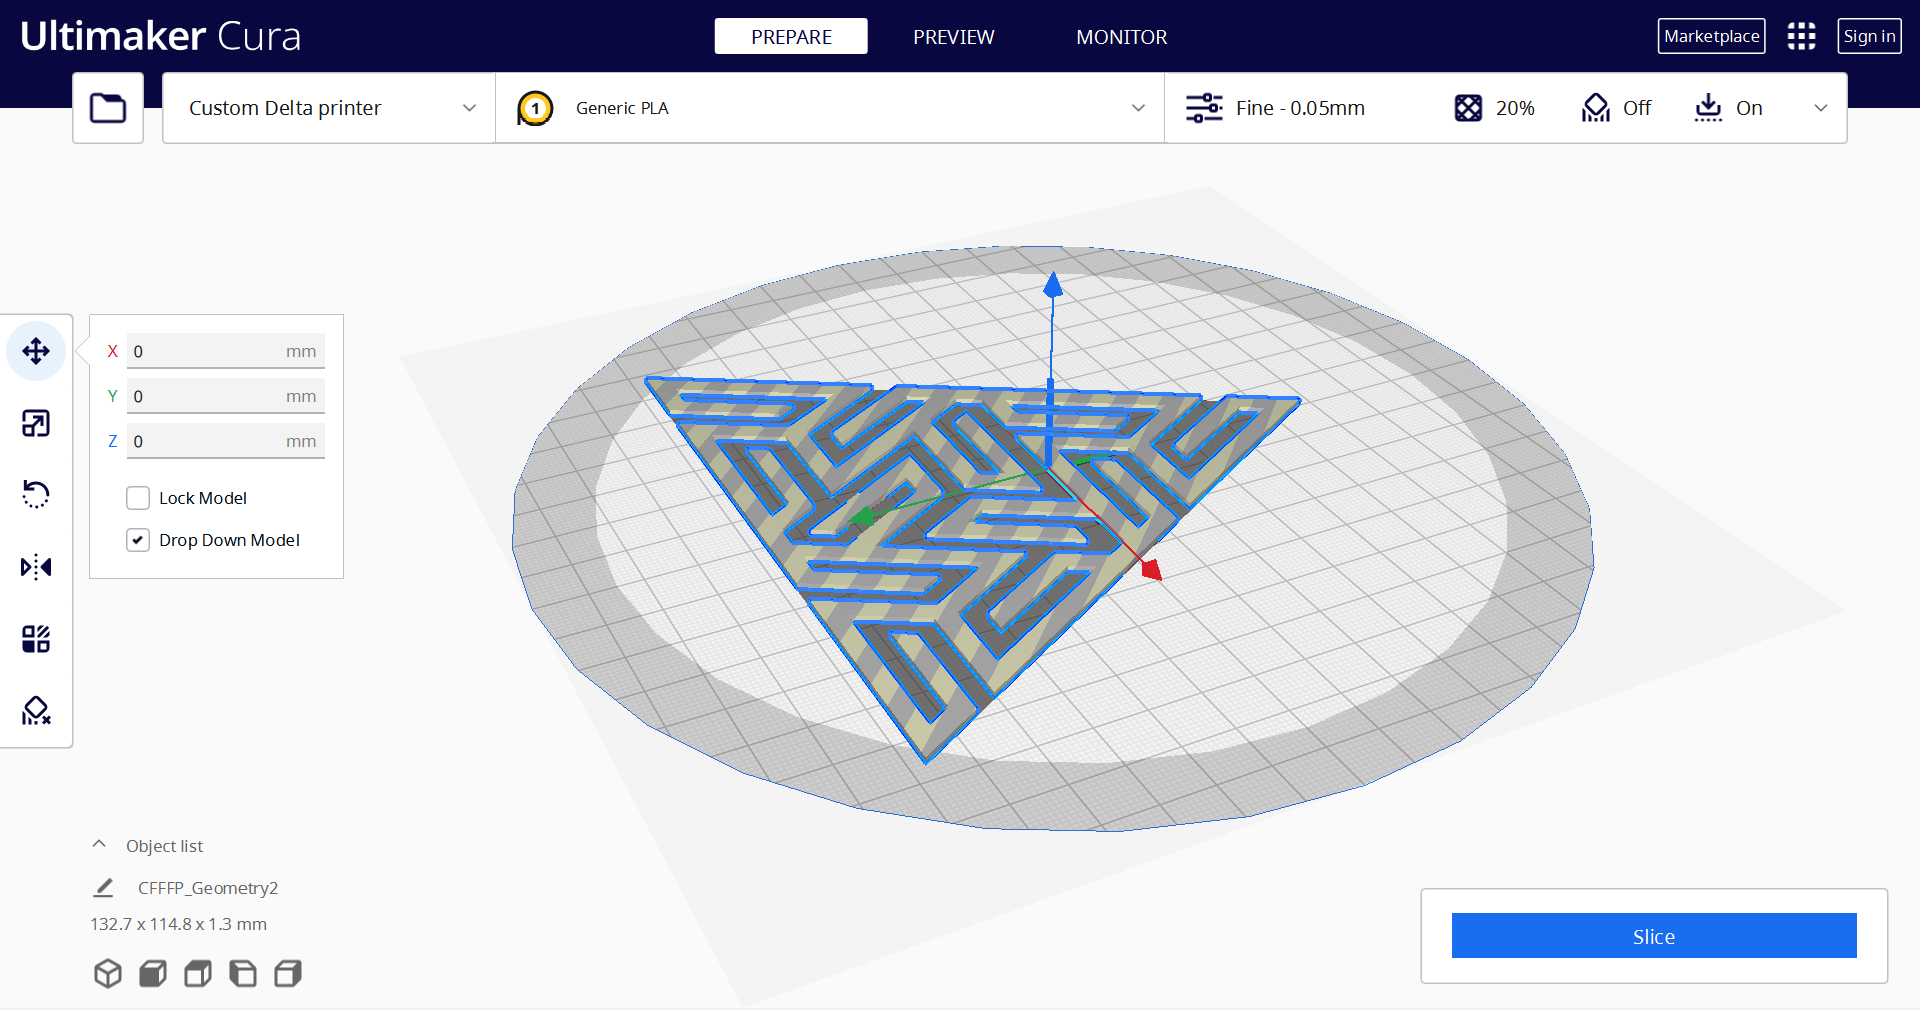 Ultimaker Cura
PREPARE
PREVIEW
MONITOR
Marketplace
Sign in
Custom Delta printer
1
Generic PLA
Fine - 0.05mm
20%
Off
On
X 0 mm
Y 0 mm
Z 0 mm
Lock Model
Drop Down Model
Object list
CFFFP_Geometry2
132.7 x 114.8 x 1.3 mm
Slice